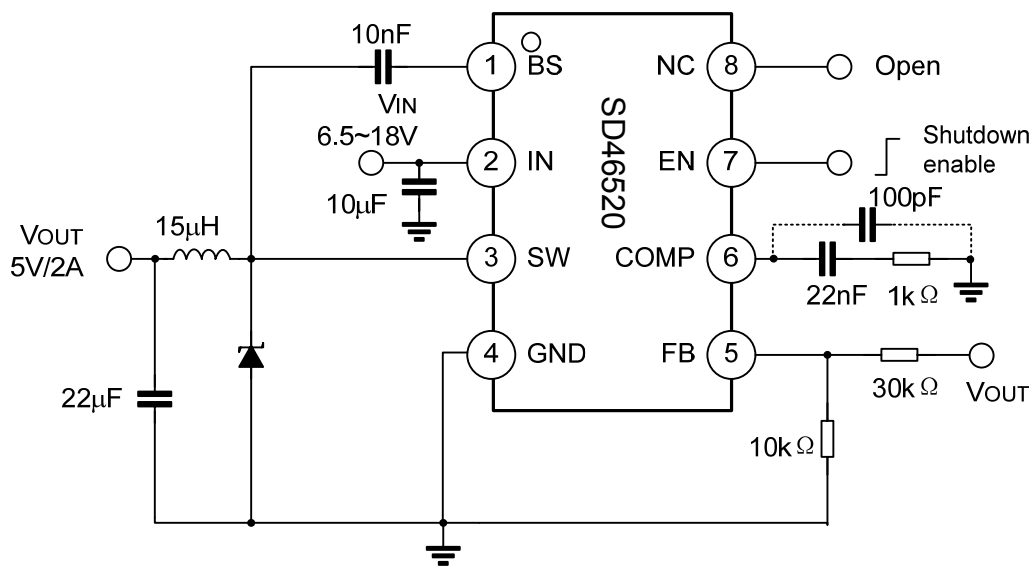 10nF
1
BS
NC
8
Open
VIN
6.5~18V
2
IN
SD46520
EN
7
Shutdown
enable
10μF
100pF
VOUT
5V/2A
15μH
3
SW
COMP
6
22nF
1kΩ
4
GND
FB
5
22μF
30kΩ
VOUT
10kΩ